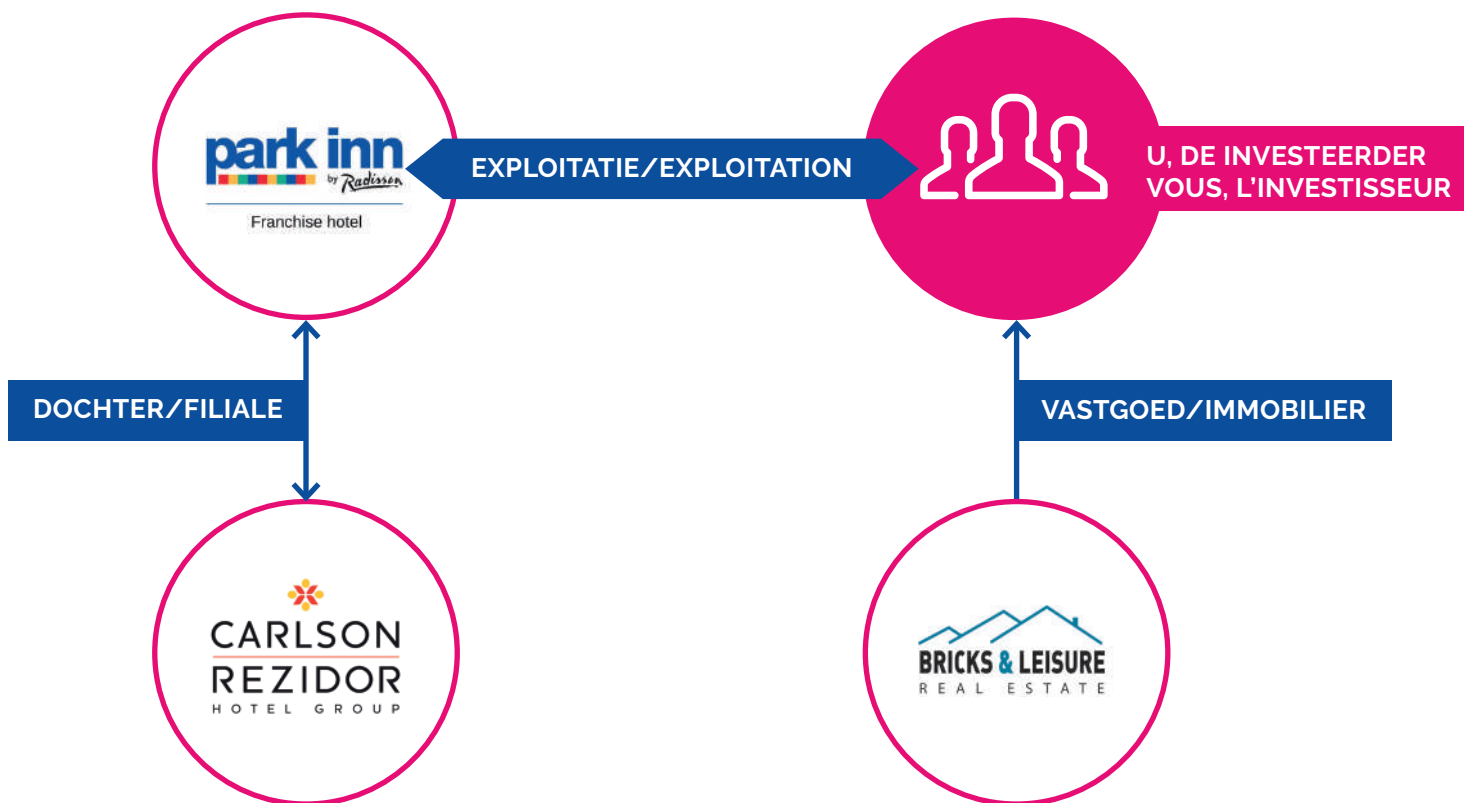 park inn
by Radisson
Franchise hotel
EXPLOITATIE/EXPLOITATION
U, DE INVESTEERDER
VOUS, L'INVESTISSEUR
DOCHTER/FILIALE
VASTGOED/IMMOBILIER
CARLSON
REZIDOR
HOTEL GROUP
BRICKS & LEISURE
REAL ESTATE